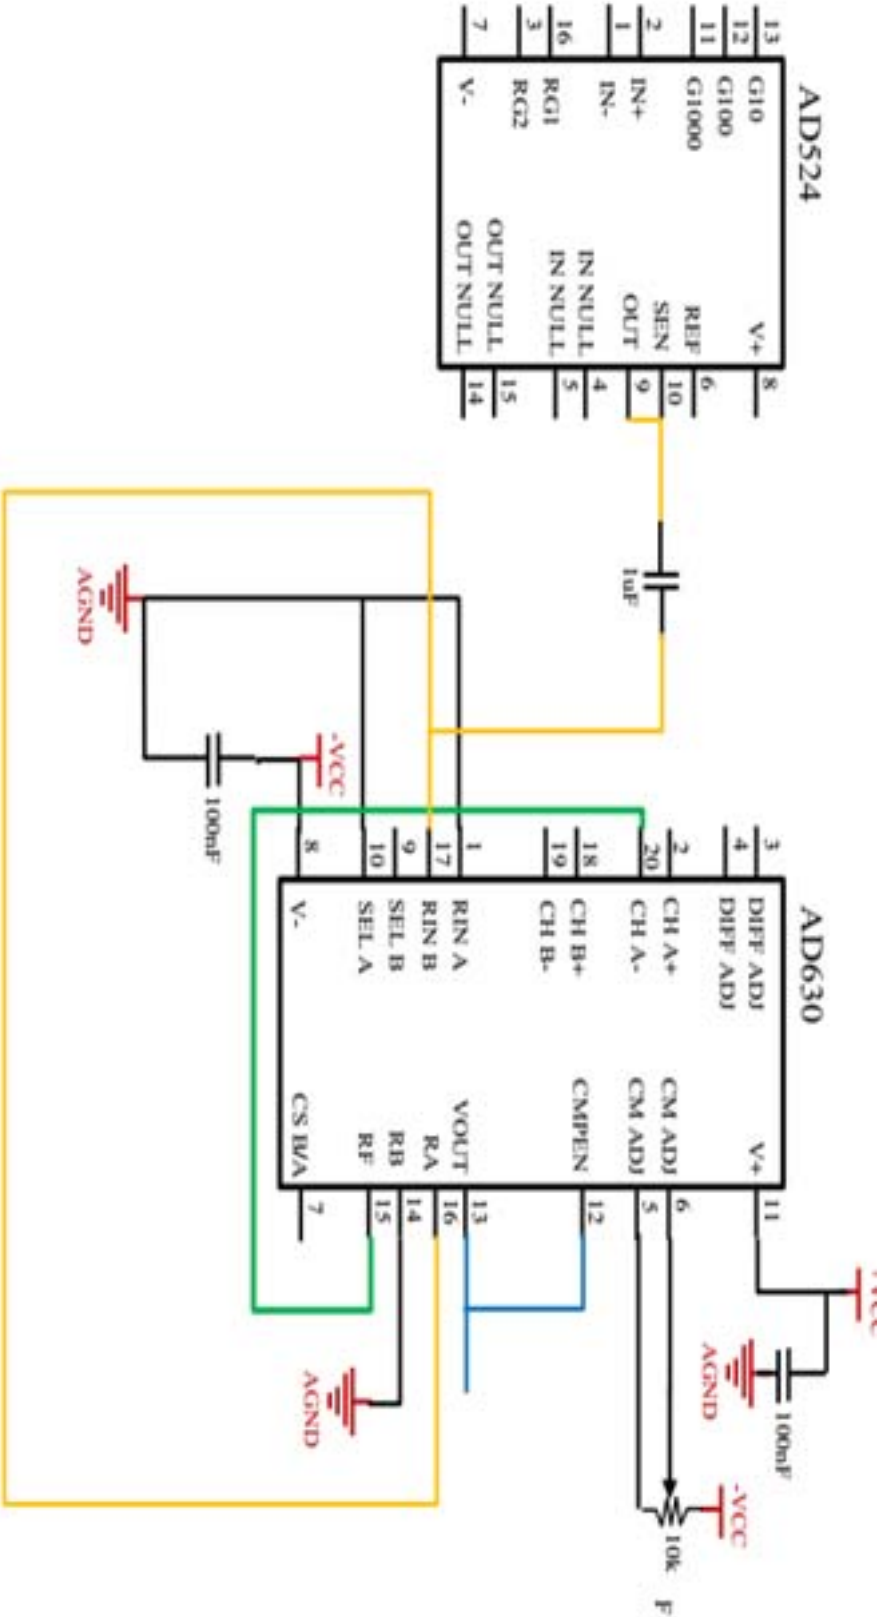 AD524
13 G10
12 G100
11 G1000
2 IN+
1 IN-
16 RG1
3 RG2
7 V-
V+ 8
REF 6
SEN 10
OUT 9
IN NULL 4
IN NULL 5
OUT NULL 15
OUT NULL 14
1uF
AGND
-VCC
100nF
AD630
3 DIFF ADJ
4 DIFF ADJ
2 CH A+
20 CH A-
18 CH B+
19 CH B-
1 RIN A
17 RIN B
9 SEL B
10 SEL A
8 V-
V+ 11
CM ADJ 6
CM ADJ 5
CMPEN 12
VOUT 13
RA 16
RB 14
RF 15
CS B/A 7
AGND
100nF
AGND
-VCC
10k
F